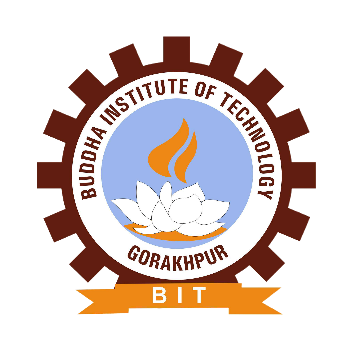 BUDDHA INSTITUTE OF TECHNOLOGY
GORAKHPUR
BIT